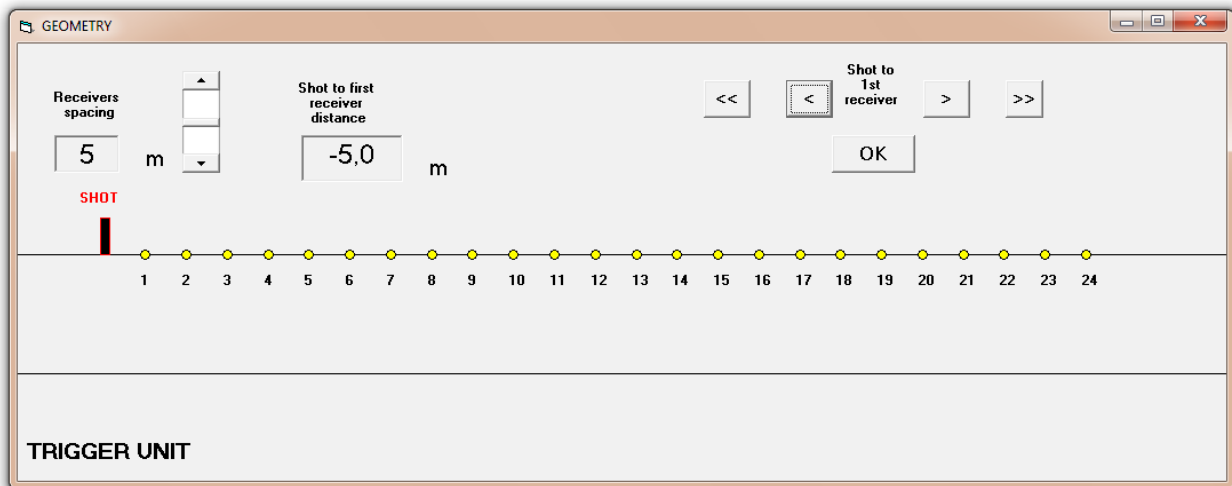 GEOMETRY
Receivers
spacing
5
m
Shot to first
receiver
distance
-5,0
m
<<
<
Shot to
1st
receiver
>
>>
OK
SHOT
1 2 3 4 5 6 7 8 9 10 11 12 13 14 15 16 17 18 19 20 21 22 23 24
TRIGGER UNIT